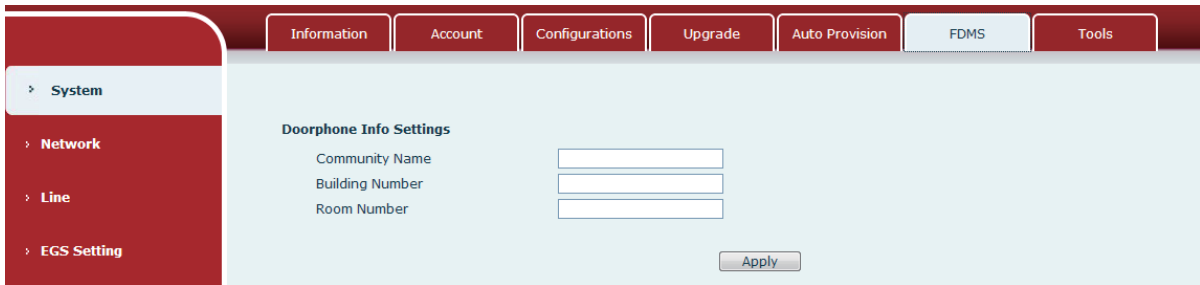 Information Account Configurations Upgrade Auto Provision FDMS Tools
› System
› Network
› Line
› EGS Setting
Doorphone Info Settings
Community Name
Building Number
Room Number
Apply